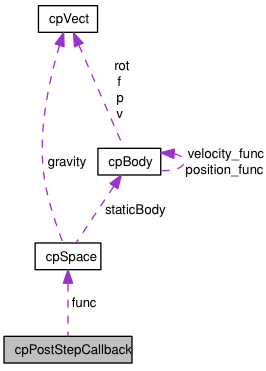 cpVect
rot
f
p
v
gravity
cpBody
velocity_func
position_func
staticBody
cpSpace
func
cpPostStepCallback